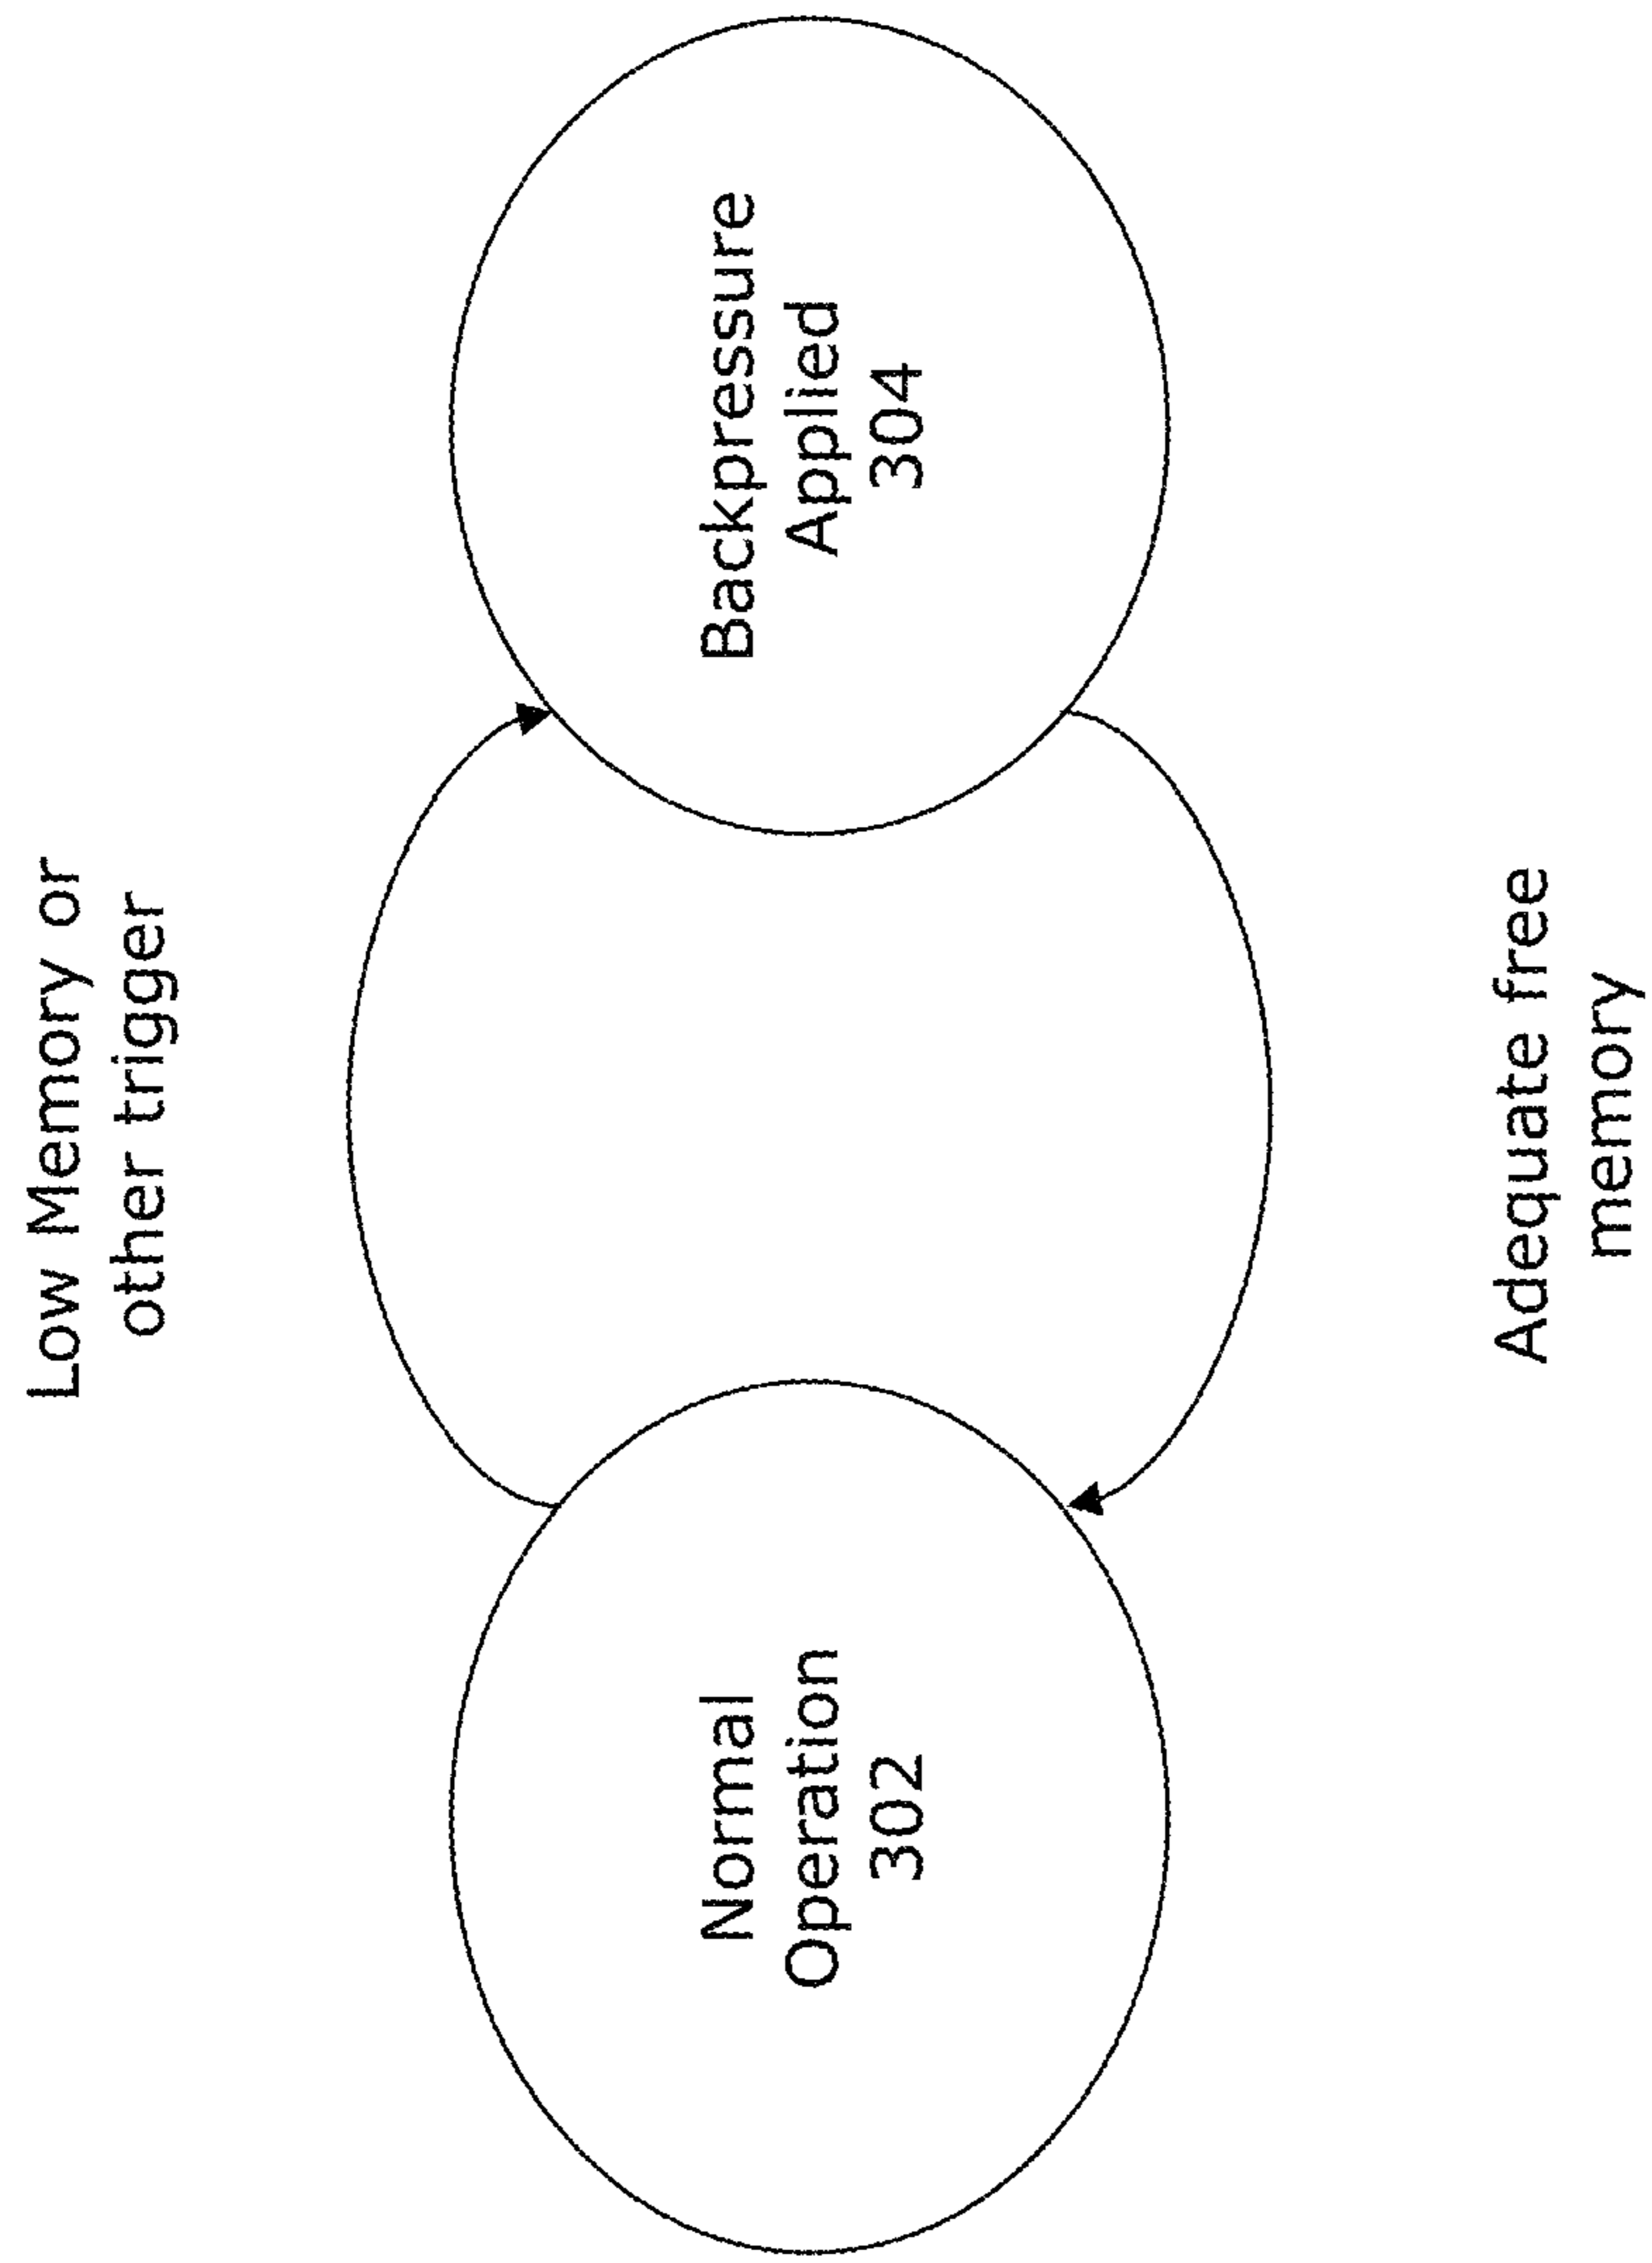 Low Memory or
other trigger
Normal
Operation
302
Backpressure
Applied
304
Adequate free
memory